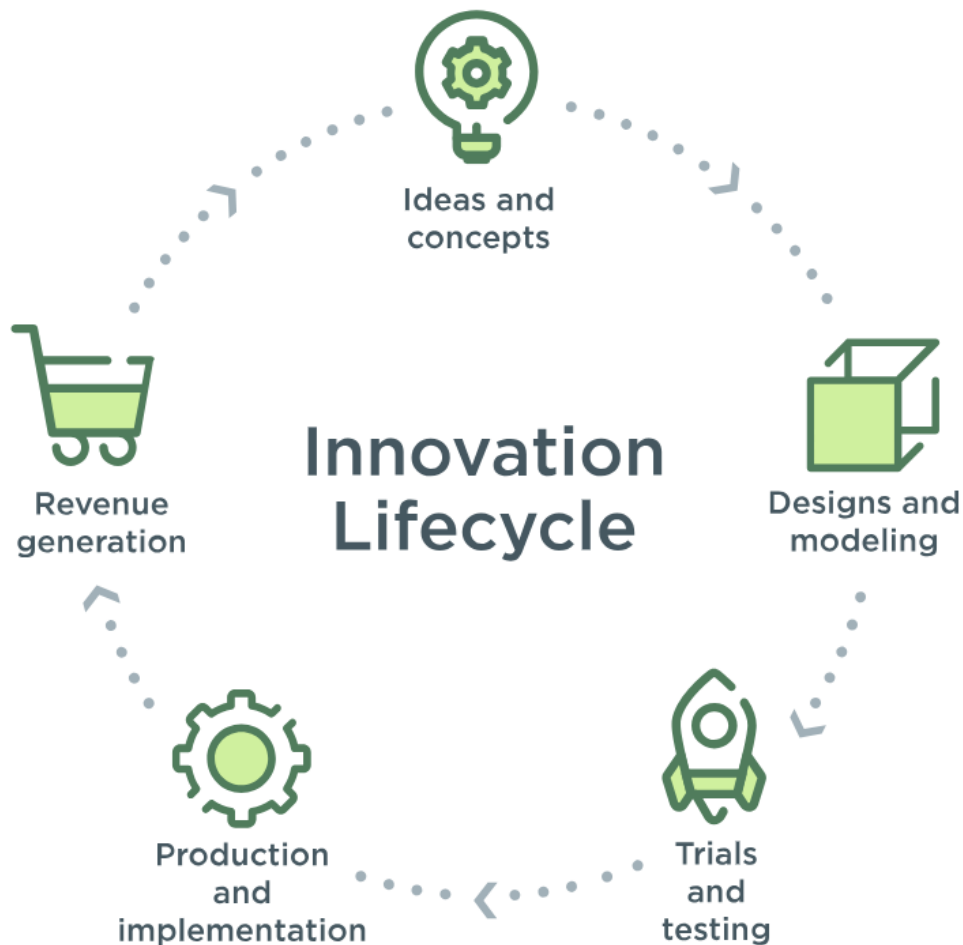 Ideas and
concepts
Innovation
Lifecycle
Designs and
modeling
Trials
and
testing
Production
and
implementation
Revenue
generation